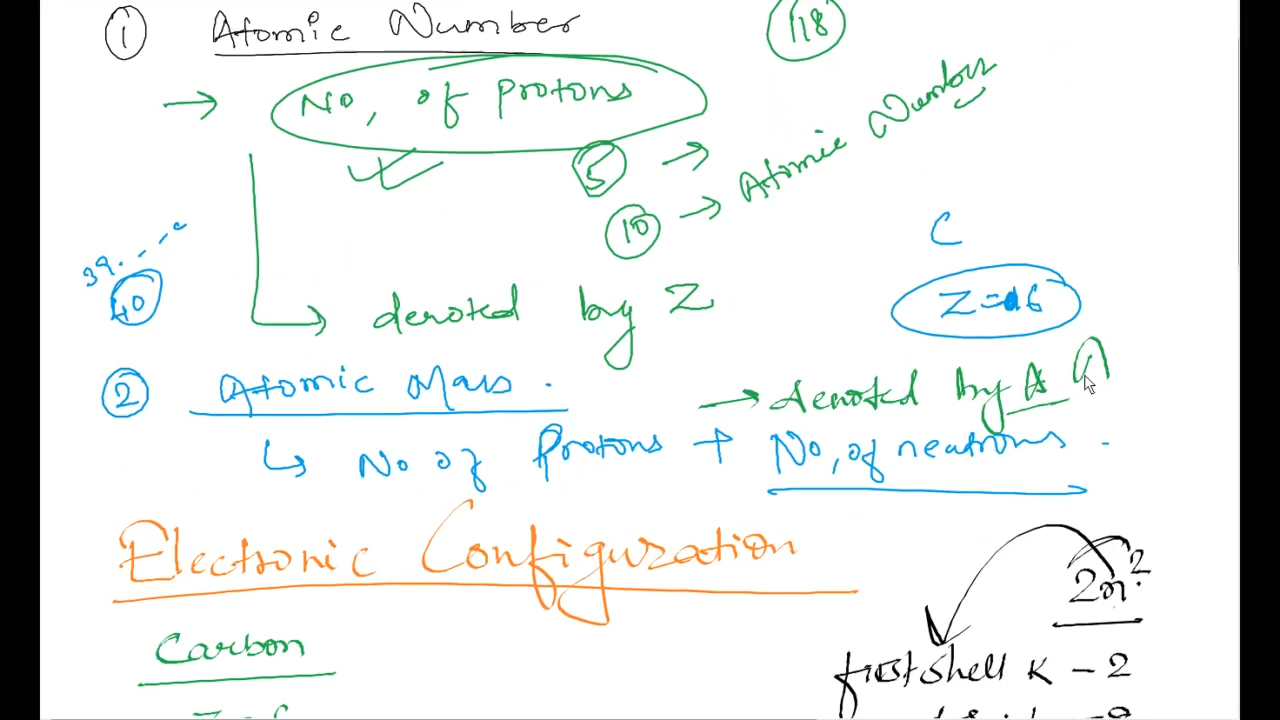 ① Atomic Number
118
→ No, of protons
5 →
10 → Atomic Number
C
39.
40
→ denoted by Z
Z = 6
② Atomic Mass.
→ denoted by A
↳ No of Protons + No, of neutrons.
Electronic Configuration
2n²
Carbon
first shell K - 2